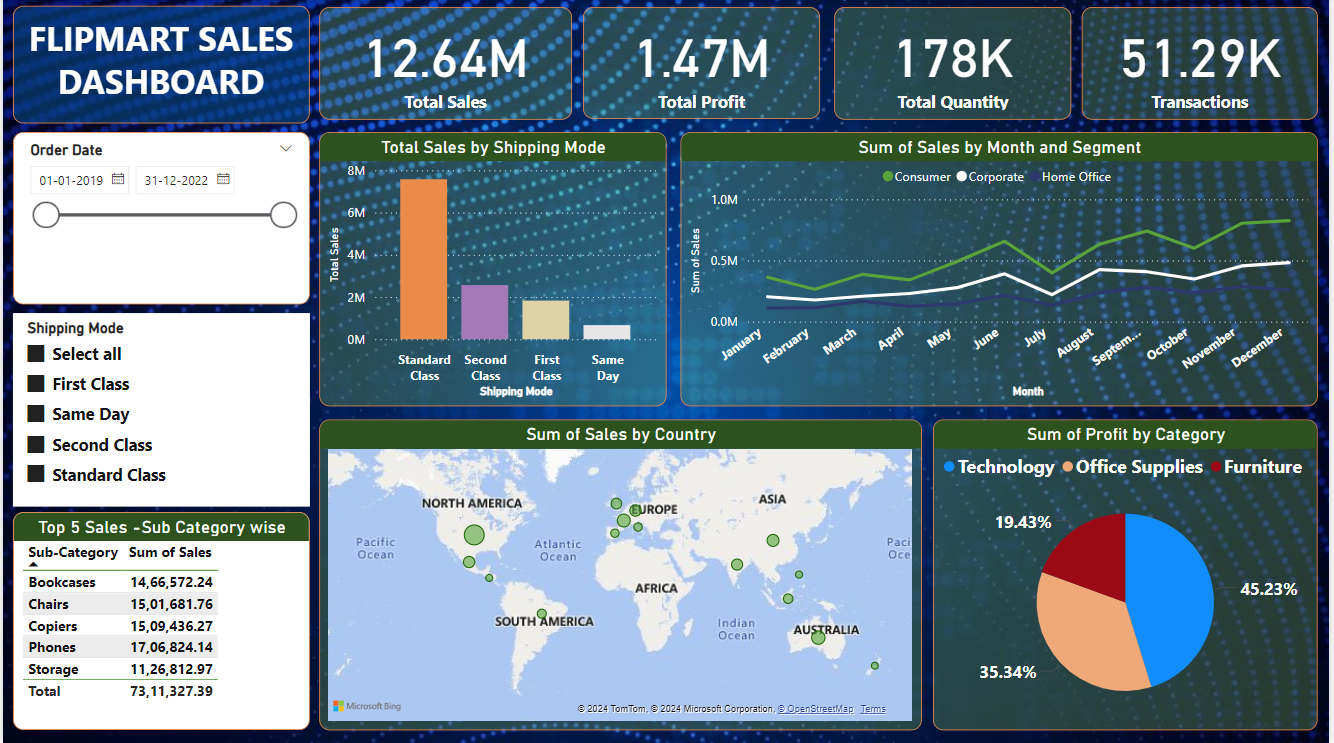 FLIPMART SALES
DASHBOARD
12.64M
Total Sales
1.47M
Total Profit
178K
Total Quantity
51.29K
Transactions
Order Date
01-01-2019
31-12-2022
Shipping Mode
Select all
First Class
Same Day
Second Class
Standard Class
Top 5 Sales -Sub Category wise
Sub-Category Sum of Sales
Bookcases 14,66,572.24
Chairs 15,01,681.76
Copiers 15,09,436.27
Phones 17,06,824.14
Storage 11,26,812.97
Total 73,11,327.39
Total Sales by Shipping Mode
Total Sales
8M
6M
4M
2M
0M
Standard
Class
Second
Class
First
Class
Same
Day
Shipping Mode
Sum of Sales by Month and Segment
Consumer Corporate Home Office
Sum of Sales
1.0M
0.5M
0.0M
January
February
March
April
May
June
July
August
Septem...
October
November
December
Month
Sum of Sales by Country
NORTH AMERICA
EUROPE
ASIA
Pacific
Ocean
Atlantic
Ocean
Paci
Oce
AFRICA
SOUTH AMERICA
Indian
Ocean
AUSTRALIA
Microsoft Bing
© 2024 TomTom, © 2024 Microsoft Corporation, © OpenStreetMap Terms
Sum of Profit by Category
Technology Office Supplies Furniture
19.43%
45.23%
35.34%